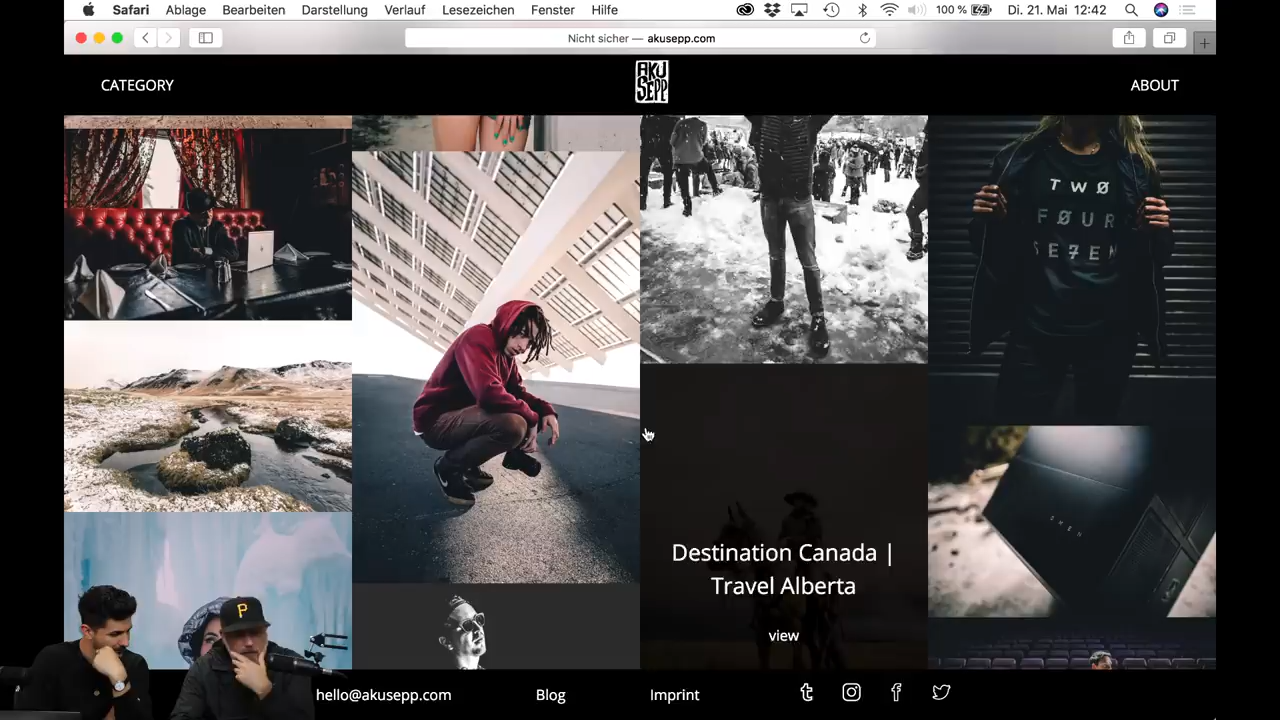 Safari Ablage Bearbeiten Darstellung Verlauf Lesezeichen Fenster Hilfe
100 % Di. 21. Mai 12:42
Nicht sicher — akusepp.com
CATEGORY
AKU
SEPP
ABOUT
TWØ
FØUR
SE7EN
Destination Canada |
Travel Alberta
view
P
hello@akusepp.com Blog Imprint